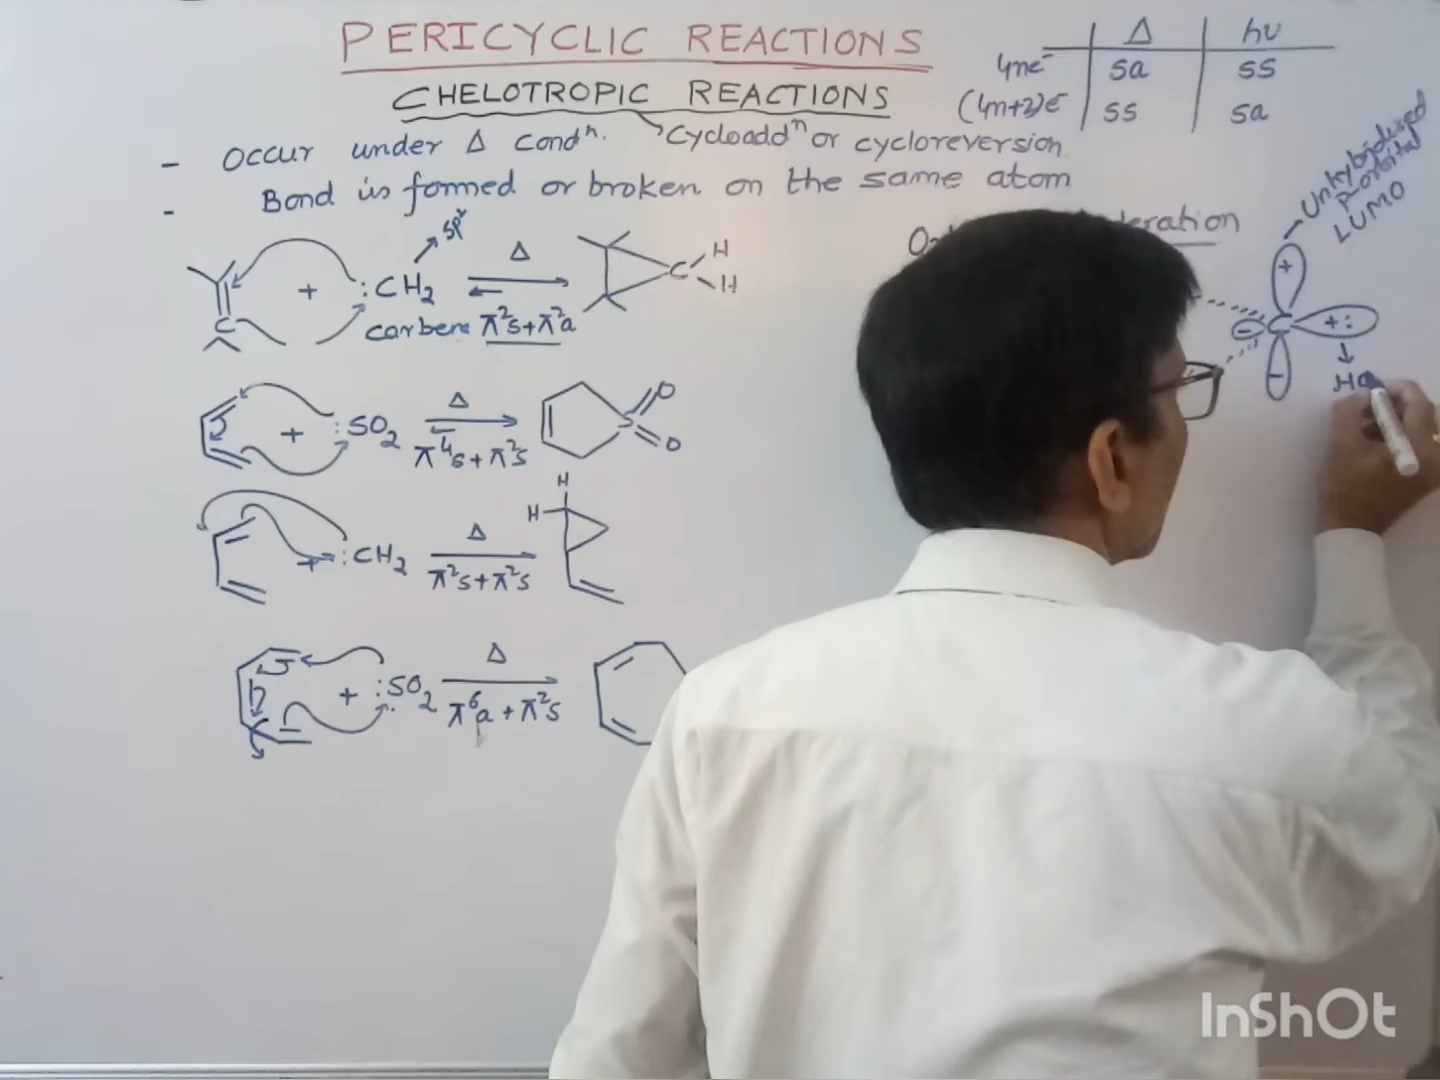 PERICYCLIC REACTIONS
Δ hν
4ne⁻ sa ss
(4n+2)e⁻ ss sa
CHELOTROPIC REACTIONS
Cycloaddⁿ or cycloreversion
- Occur under Δ Condⁿ.
- Bond is formed or broken on the same atom
eration
Unhybridized
p-orbital
LUMO
sp²
+ :CH₂ Δ C H H
carbene π²s+π²a
C
+ :
C
-
-
+
+ :SO₂ Δ S O O
π⁴s+π²s
+ :CH₂ Δ H H
π²s+π²s
+ :SO₂ Δ
π⁶a+π²s
InShOt